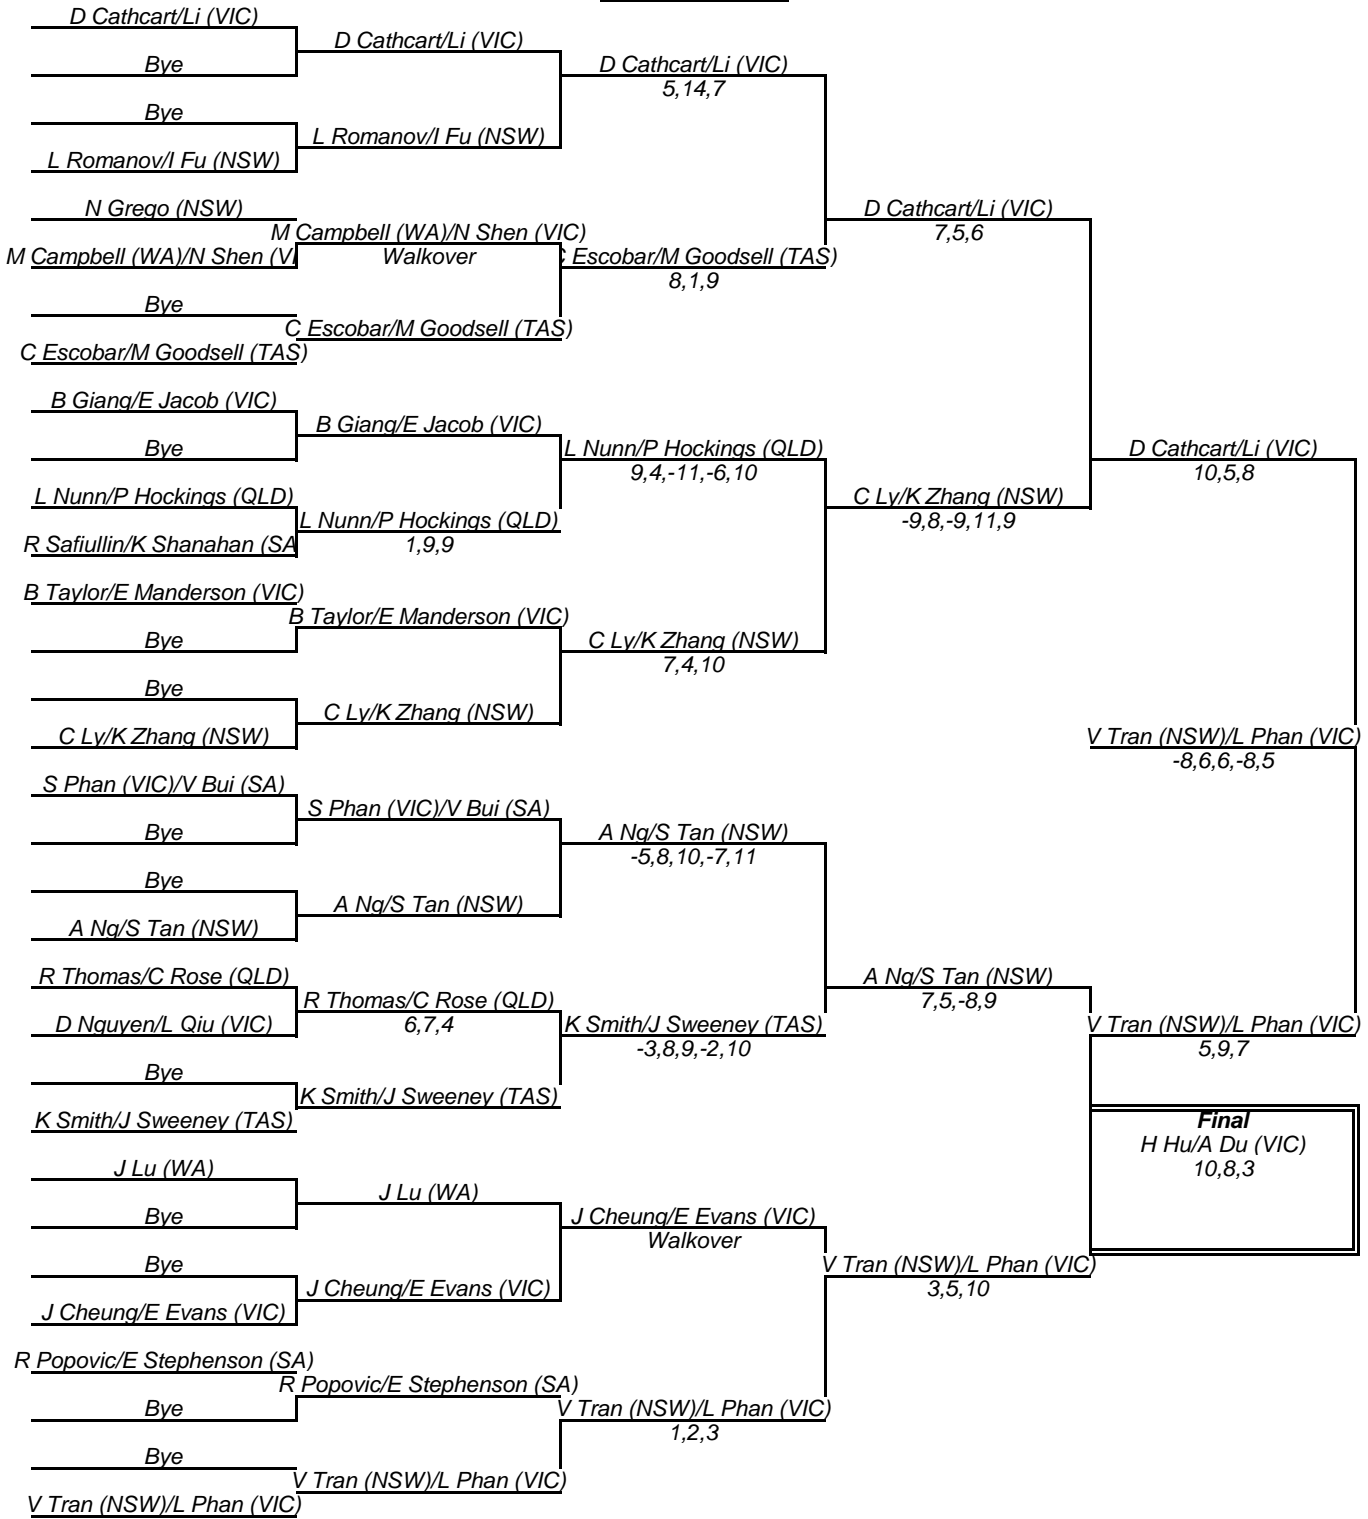 D Cathcart/Li (VIC)
Bye
Bye
L Romanov/I Fu (NSW)
N Grego (NSW)
M Campbell (WA)/N Shen (VI
Bye
C Escobar/M Goodsell (TAS)
B Giang/E Jacob (VIC)
Bye
L Nunn/P Hockings (QLD)
R Safiullin/K Shanahan (SA
B Taylor/E Manderson (VIC)
Bye
Bye
C Ly/K Zhang (NSW)
S Phan (VIC)/V Bui (SA)
Bye
Bye
A Ng/S Tan (NSW)
R Thomas/C Rose (QLD)
D Nguyen/L Qiu (VIC)
Bye
K Smith/J Sweeney (TAS)
J Lu (WA)
Bye
Bye
J Cheung/E Evans (VIC)
R Popovic/E Stephenson (SA)
Bye
Bye
V Tran (NSW)/L Phan (VIC)
D Cathcart/Li (VIC)
L Romanov/I Fu (NSW)
M Campbell (WA)/N Shen (VIC)
Walkover
C Escobar/M Goodsell (TAS)
B Giang/E Jacob (VIC)
L Nunn/P Hockings (QLD)
1,9,9
B Taylor/E Manderson (VIC)
C Ly/K Zhang (NSW)
S Phan (VIC)/V Bui (SA)
A Ng/S Tan (NSW)
R Thomas/C Rose (QLD)
6,7,4
K Smith/J Sweeney (TAS)
J Lu (WA)
J Cheung/E Evans (VIC)
R Popovic/E Stephenson (SA)
V Tran (NSW)/L Phan (VIC)
D Cathcart/Li (VIC)
5,14,7
C Escobar/M Goodsell (TAS)
8,1,9
L Nunn/P Hockings (QLD)
9,4,-11,-6,10
C Ly/K Zhang (NSW)
7,4,10
A Ng/S Tan (NSW)
-5,8,10,-7,11
K Smith/J Sweeney (TAS)
-3,8,9,-2,10
J Cheung/E Evans (VIC)
Walkover
V Tran (NSW)/L Phan (VIC)
1,2,3
D Cathcart/Li (VIC)
7,5,6
C Ly/K Zhang (NSW)
-9,8,-9,11,9
A Ng/S Tan (NSW)
7,5,-8,9
V Tran (NSW)/L Phan (VIC)
3,5,10
D Cathcart/Li (VIC)
10,5,8
V Tran (NSW)/L Phan (VIC)
-8,6,6,-8,5
V Tran (NSW)/L Phan (VIC)
5,9,7
Final
H Hu/A Du (VIC)
10,8,3